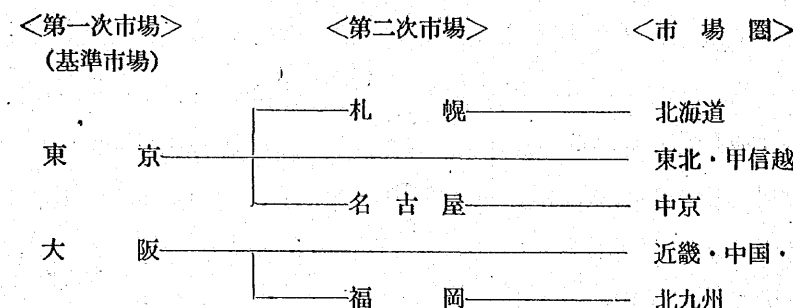 <第一次市場> <第二次市場> <市場圏>
(基準市場)
札幌 北海道
東京 東北・甲信越
名古屋 中京
大阪 近畿・中国・
福岡 北九州